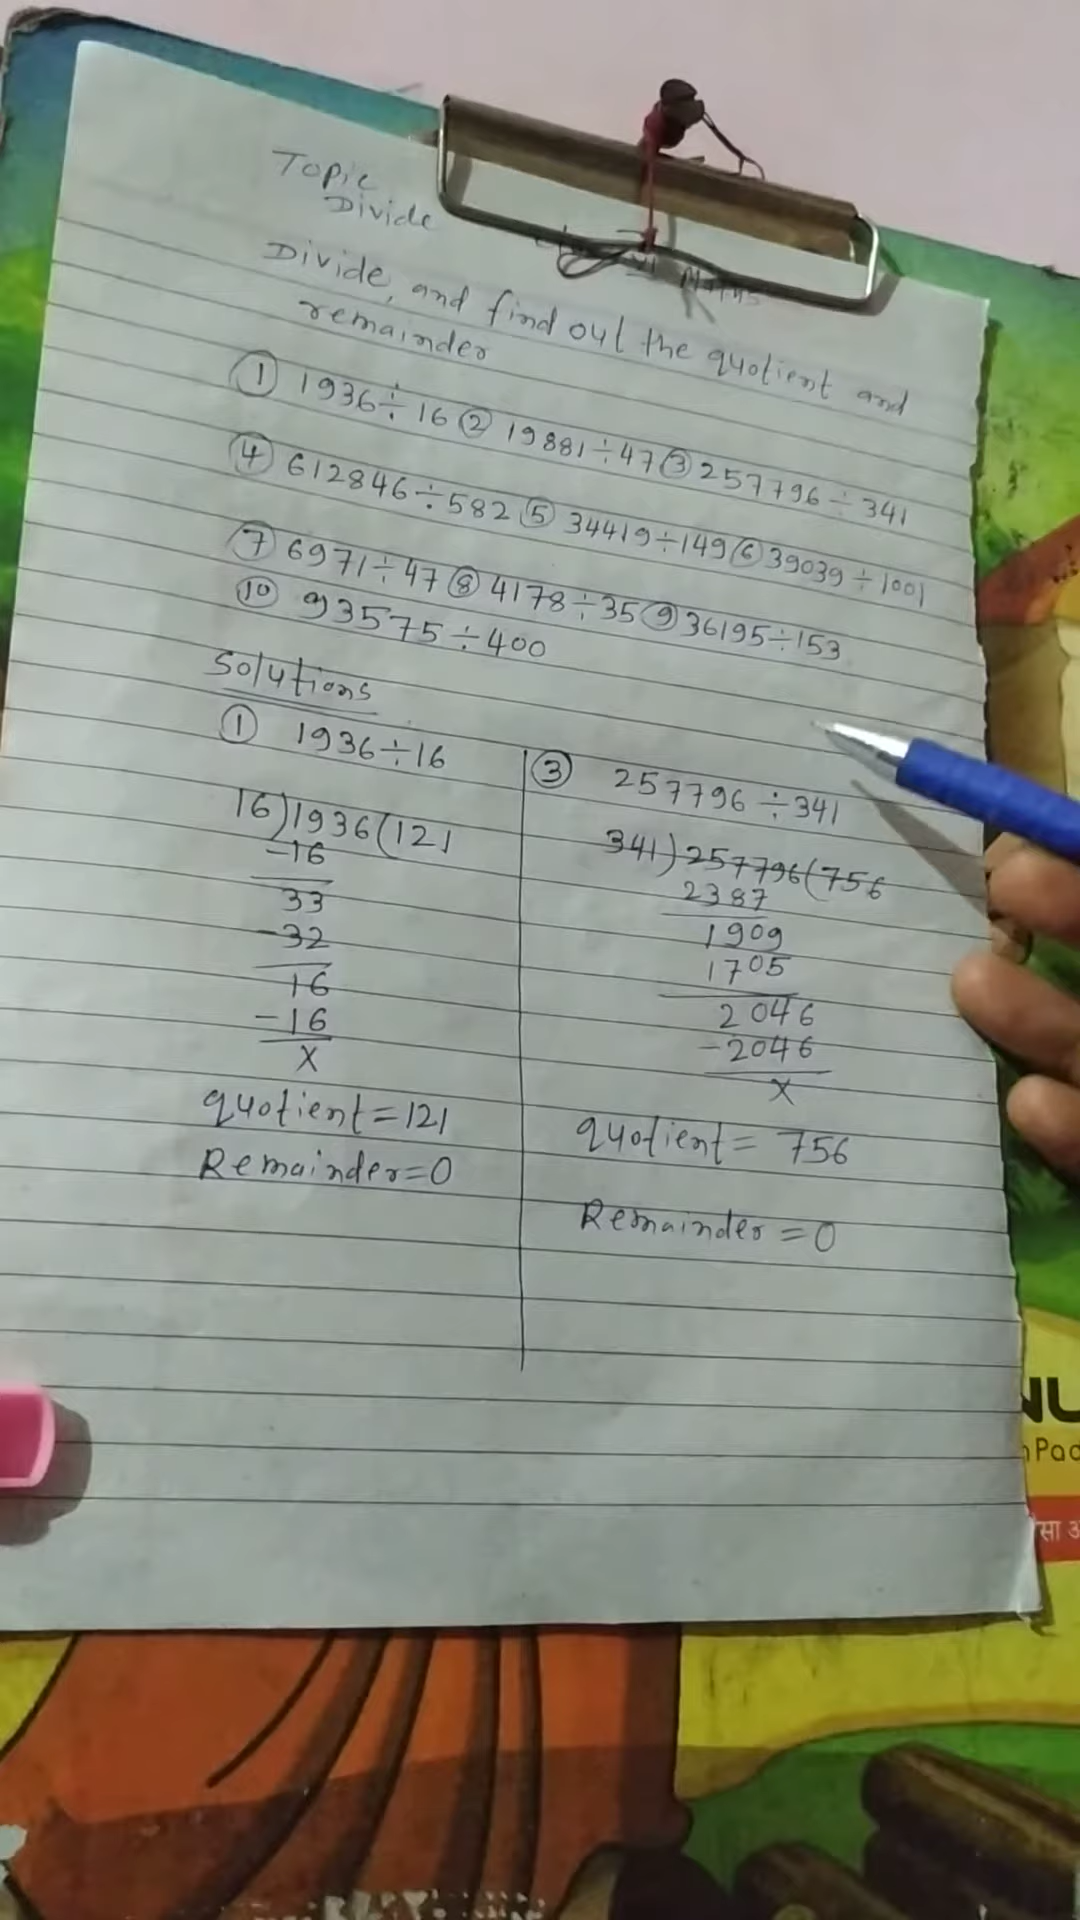 Topic
Divide
VI Maths
Divide, and find out the quotient and
remainder
① 1936÷16 ② 19881÷47 ③ 257796÷341
④ 612846÷582 ⑤ 34419÷149 ⑥ 39039÷1001
⑦ 6971÷47 ⑧ 4178÷35 ⑨ 36195÷153
⑩ 93575÷400
Solutions
① 1936÷16
16)1936(121
-16
33
-32
16
-16
X
quotient=121
Remainder=0
③ 257796÷341
341)257796(756
2387
1909
1705
2046
-2046
X
quotient= 756
Remainder=0
NU